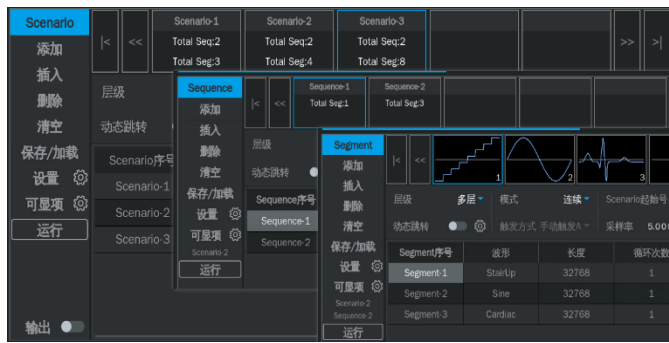 Scenario
添加
插入
删除
清空
保存/加载
设置
可显项
运行
输出
|<
<<
Scenario-1
Total Seq:2
Total Seg:3
Scenario-2
Total Seq:2
Total Seg:4
Scenario-3
Total Seq:2
Total Seg:8
>>
>|
层级
动态跳转
Scenario序号
Scenario-1
Scenario-2
Scenario-3
Sequence
添加
插入
删除
清空
保存/加载
设置
可显项
Scenario-2
运行
|<
<<
Sequence-1
Total Seg:1
Sequence-2
Total Seg:3
层级
动态跳转
Sequence序号
Sequence-1
Sequence-2
Segment
添加
插入
删除
清空
保存/加载
设置
可显项
Scenario-2
Sequence-2
运行
|<
<<
1
2
3
层级 多层 模式 连续 Scenario起始号
动态跳转 触发方式 手动触发 采样率 5.00
Segment序号 波形 长度 循环次数
Segment-1 StairUp 32768 1
Segment-2 Sine 32768 1
Segment-3 Cardiac 32768 1